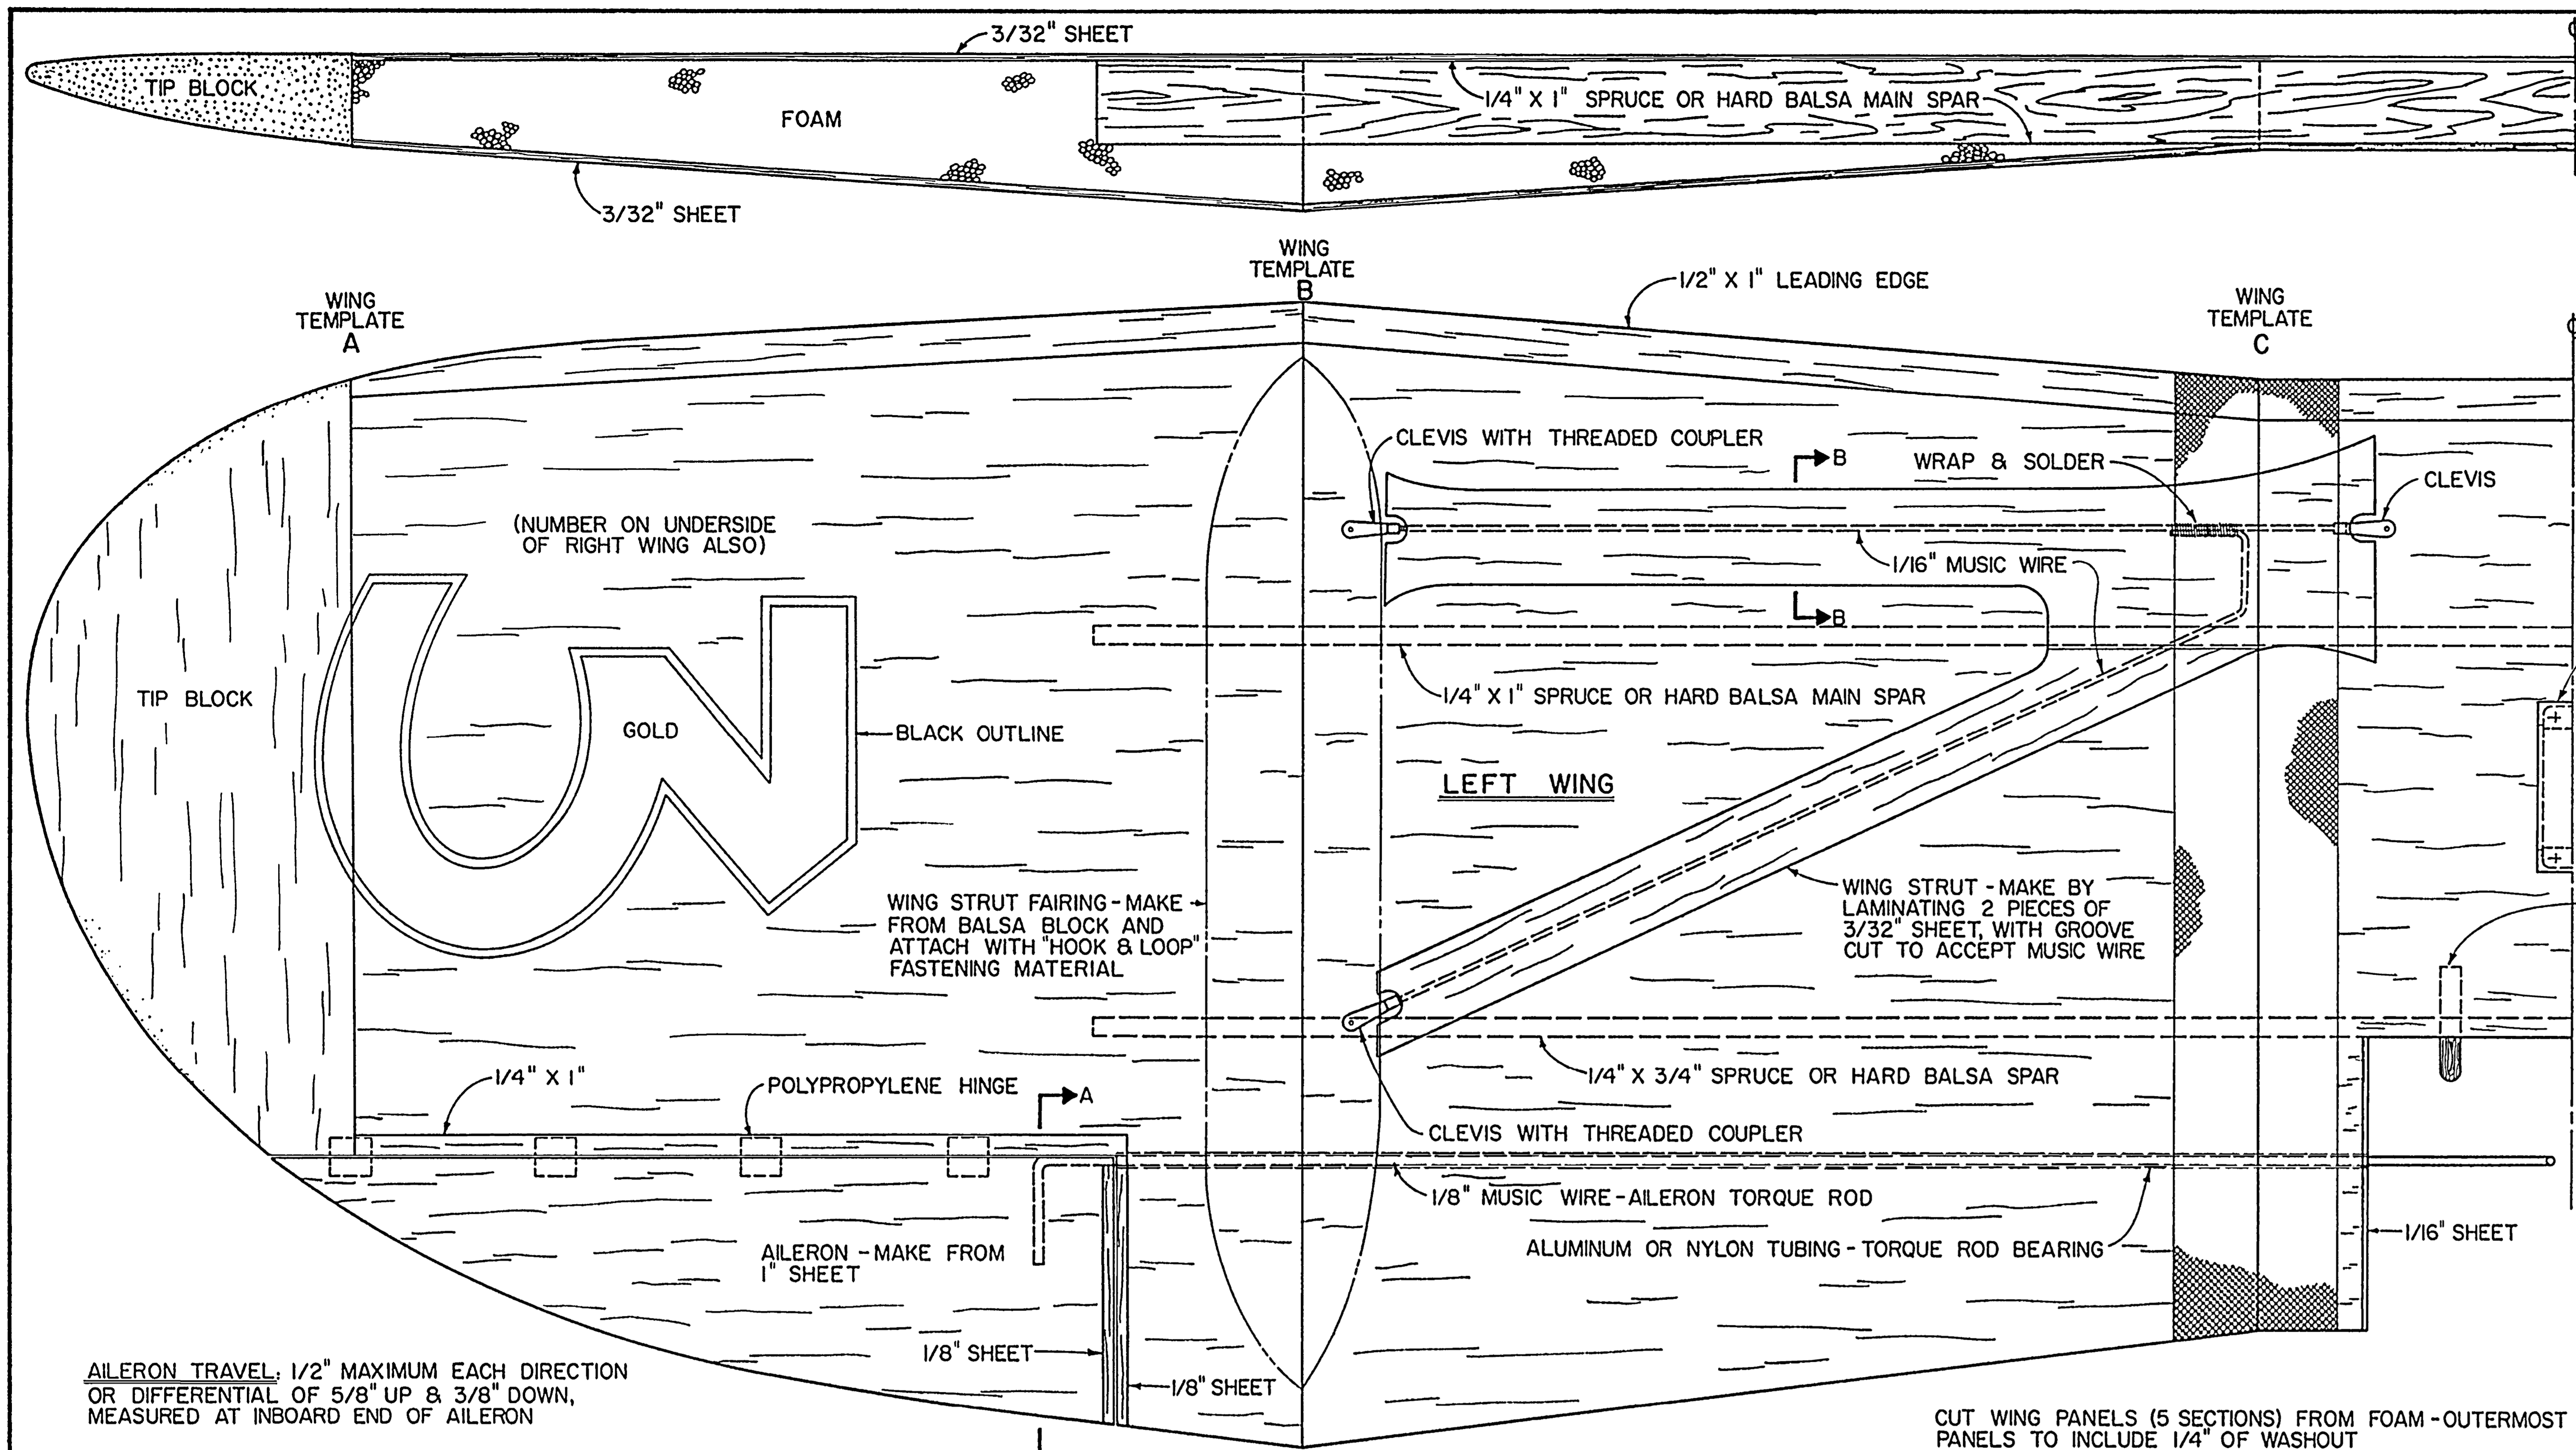 3/32" SHEET
TIP BLOCK
FOAM
1/4" X 1" SPRUCE OR HARD BALSA MAIN SPAR
3/32" SHEET
WING
TEMPLATE
A
WING
TEMPLATE
B
1/2" X 1" LEADING EDGE
WING
TEMPLATE
C
CLEVIS WITH THREADED COUPLER
B
WRAP & SOLDER
CLEVIS
(NUMBER ON UNDERSIDE
OF RIGHT WING ALSO)
1/16" MUSIC WIRE
B
TIP BLOCK
3
GOLD
BLACK OUTLINE
1/4" X 1" SPRUCE OR HARD BALSA MAIN SPAR
LEFT WING
WING STRUT FAIRING-MAKE
FROM BALSA BLOCK AND
ATTACH WITH "HOOK & LOOP"
FASTENING MATERIAL
WING STRUT - MAKE BY
LAMINATING 2 PIECES OF
3/32" SHEET, WITH GROOVE
CUT TO ACCEPT MUSIC WIRE
1/4" X 1"
POLYPROPYLENE HINGE
A
1/4" X 3/4" SPRUCE OR HARD BALSA SPAR
CLEVIS WITH THREADED COUPLER
1/8" MUSIC WIRE-AILERON TORQUE ROD
AILERON - MAKE FROM
1" SHEET
ALUMINUM OR NYLON TUBING-TORQUE ROD BEARING
1/16" SHEET
1/8" SHEET
1/8" SHEET
AILERON TRAVEL: 1/2" MAXIMUM EACH DIRECTION
OR DIFFERENTIAL OF 5/8" UP & 3/8" DOWN,
MEASURED AT INBOARD END OF AILERON
CUT WING PANELS (5 SECTIONS) FROM FOAM-OUTERMOST
PANELS TO INCLUDE 1/4" OF WASHOUT